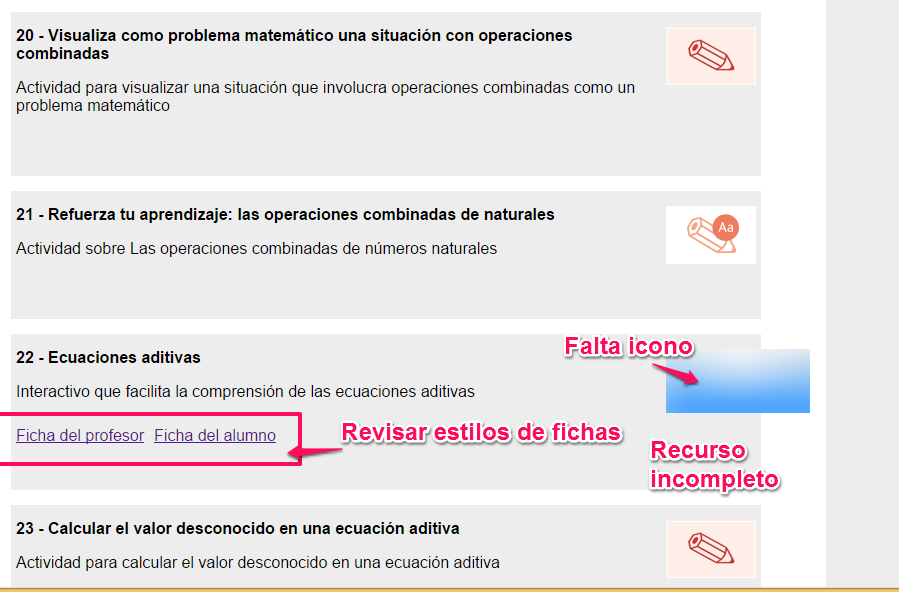 20 - Visualiza como problema matemático una situación con operaciones
combinadas
Actividad para visualizar una situación que involucra operaciones combinadas como un
problema matemático
21 - Refuerza tu aprendizaje: las operaciones combinadas de naturales
Aa
Actividad sobre Las operaciones combinadas de números naturales
22 - Ecuaciones aditivas
Falta icono
Interactivo que facilita la comprensión de las ecuaciones aditivas
Ficha del profesor Ficha del alumno
Revisar estilos de fichas
Recurso
incompleto
23 - Calcular el valor desconocido en una ecuación aditiva
Actividad para calcular el valor desconocido en una ecuación aditiva